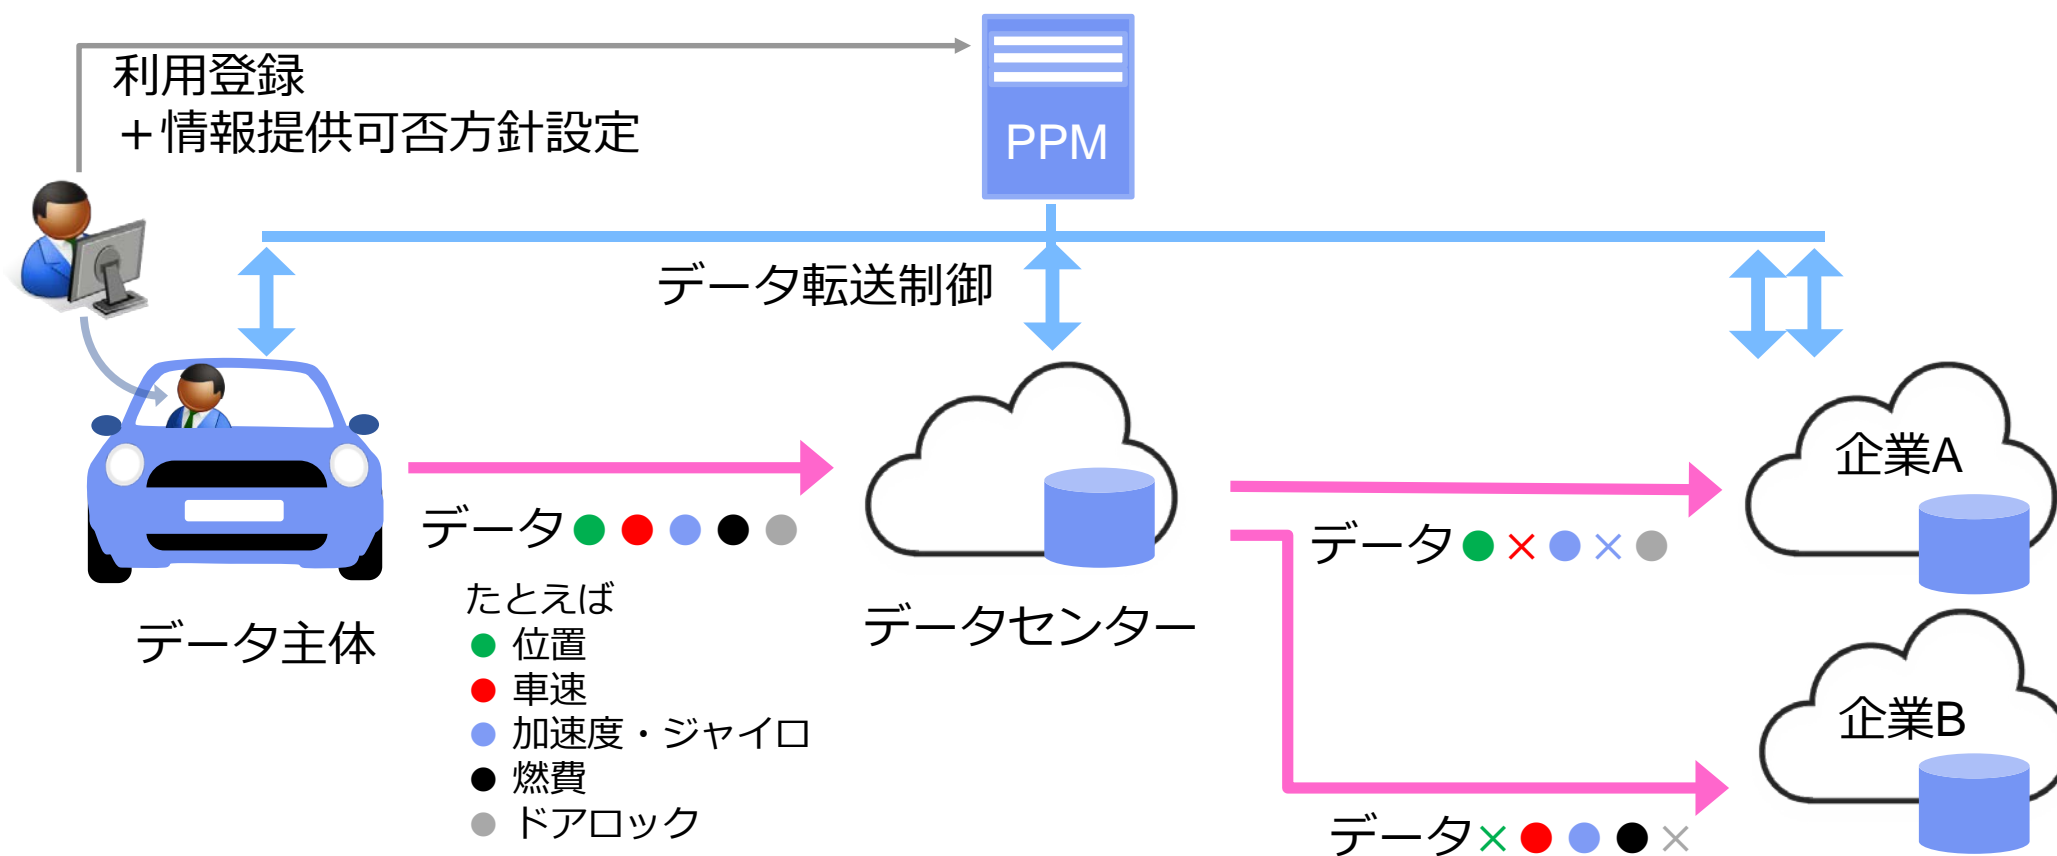 利用登録
＋情報提供可否方針設定
PPM
データ転送制御
企業A
データ
データ
たとえば
位置
車速
加速度・ジャイロ
燃費
ドアロック
データ主体
データセンター
企業B
データ